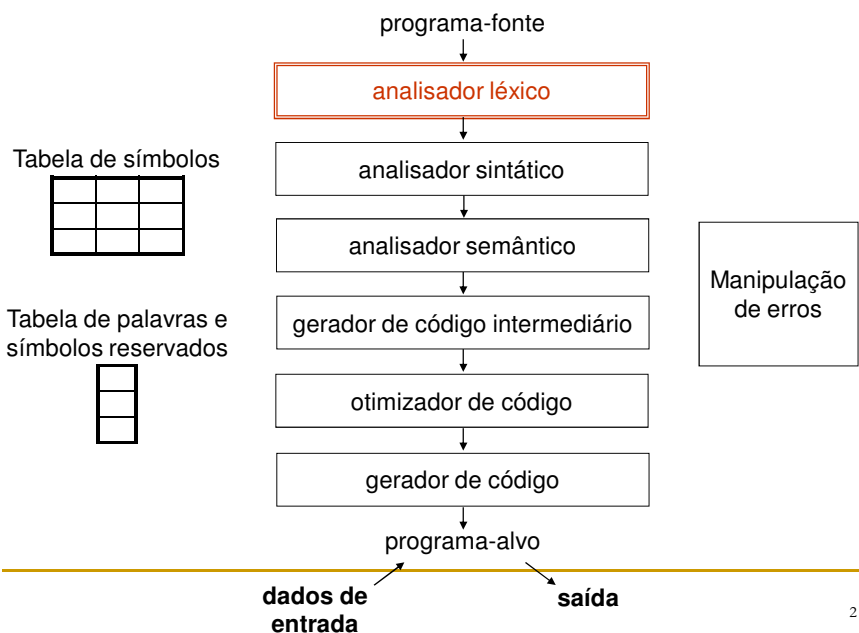 programa-fonte
analisador léxico
Tabela de símbolos
analisador sintático
analisador semântico
Manipulação
de erros
Tabela de palavras e
símbolos reservados
gerador de código intermediário
otimizador de código
gerador de código
programa-alvo
dados de
entrada
saída
2